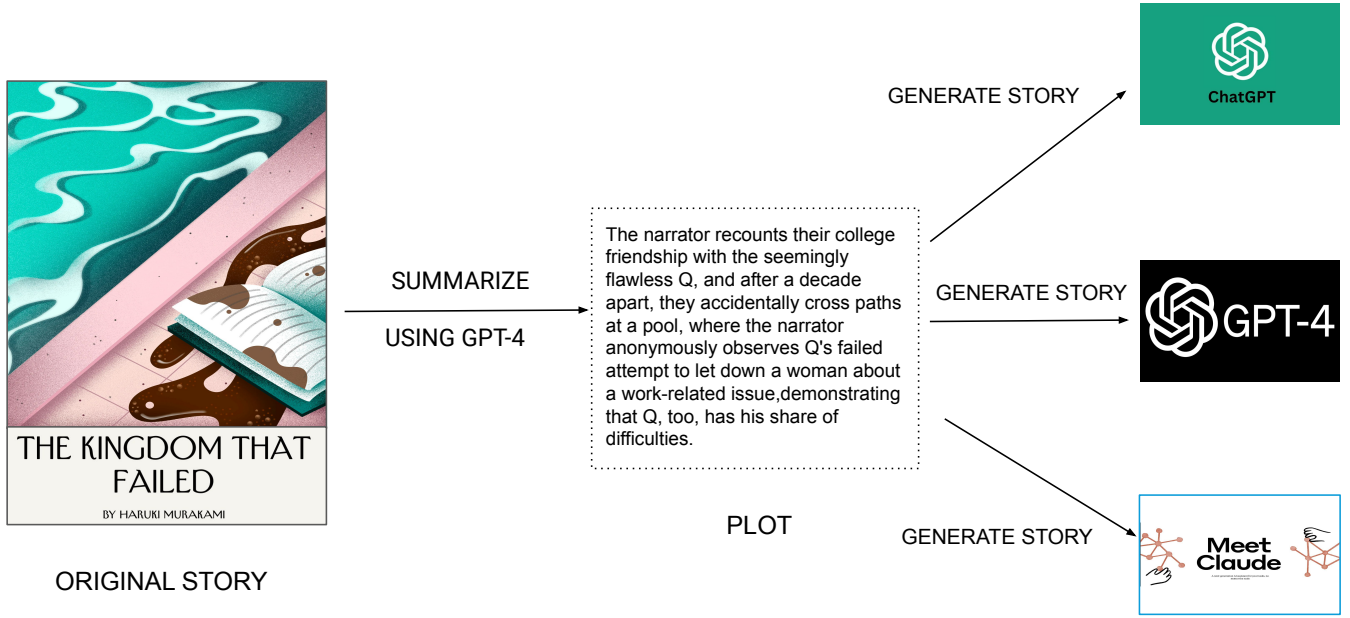 GENERATE STORY
ChatGPT
The narrator recounts their college
friendship with the seemingly
flawless Q, and after a decade
apart, they accidentally cross paths
at a pool, where the narrator
anonymously observes Q's failed
attempt to let down a woman about
a work-related issue,demonstrating
that Q, too, has his share of
difficulties.
SUMMARIZE
USING GPT-4
GENERATE STORY
GPT-4
THE KINGDOM THAT
FAILED
BY HARUKI MURAKAMI
PLOT
GENERATE STORY
Meet
Claude
ORIGINAL STORY